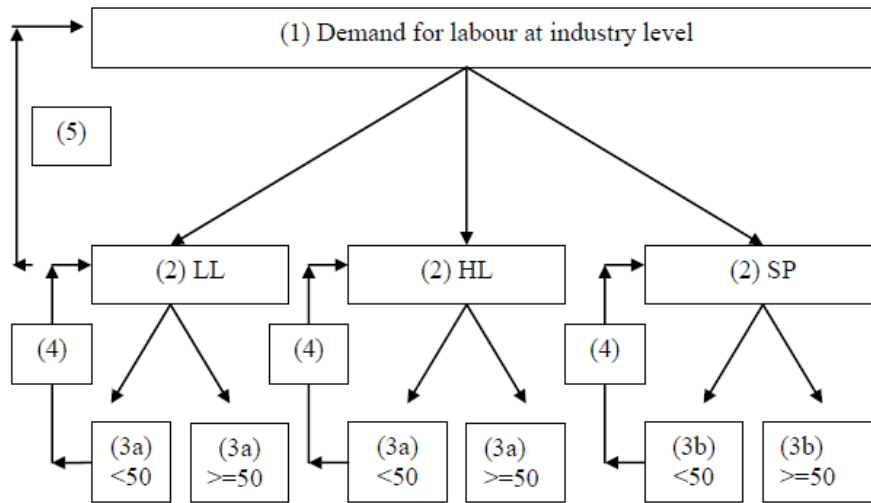 (1) Demand for labour at industry level
(5)
(2) LL
(2) HL
(2) SP
(4)
(4)
(4)
(3a)
<50
(3a)
>=50
(3a)
<50
(3a)
>=50
(3b)
<50
(3b)
>=50